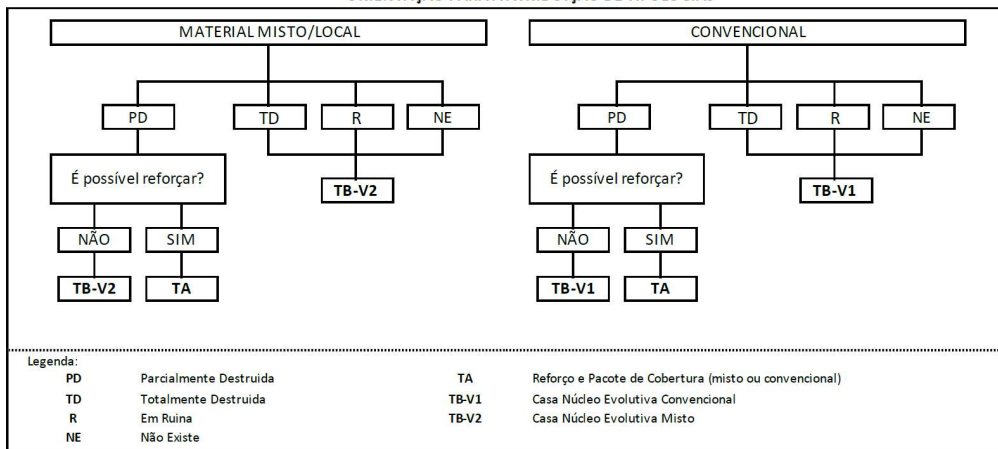 MATERIAL MISTO/LOCAL
PD
TD
R
NE
É possível reforçar?
TB-V2
NÃO
SIM
TB-V2
TA
CONVENCIONAL
PD
TD
R
NE
É possível reforçar?
TB-V1
NÃO
SIM
TB-V1
TA
Legenda:
PD Parcialmente Destruida
TD Totalmente Destruida
R Em Ruina
NE Não Existe
TA Reforço e Pacote de Cobertura (misto ou convencional)
TB-V1 Casa Núcleo Evolutiva Convencional
TB-V2 Casa Núcleo Evolutiva Misto